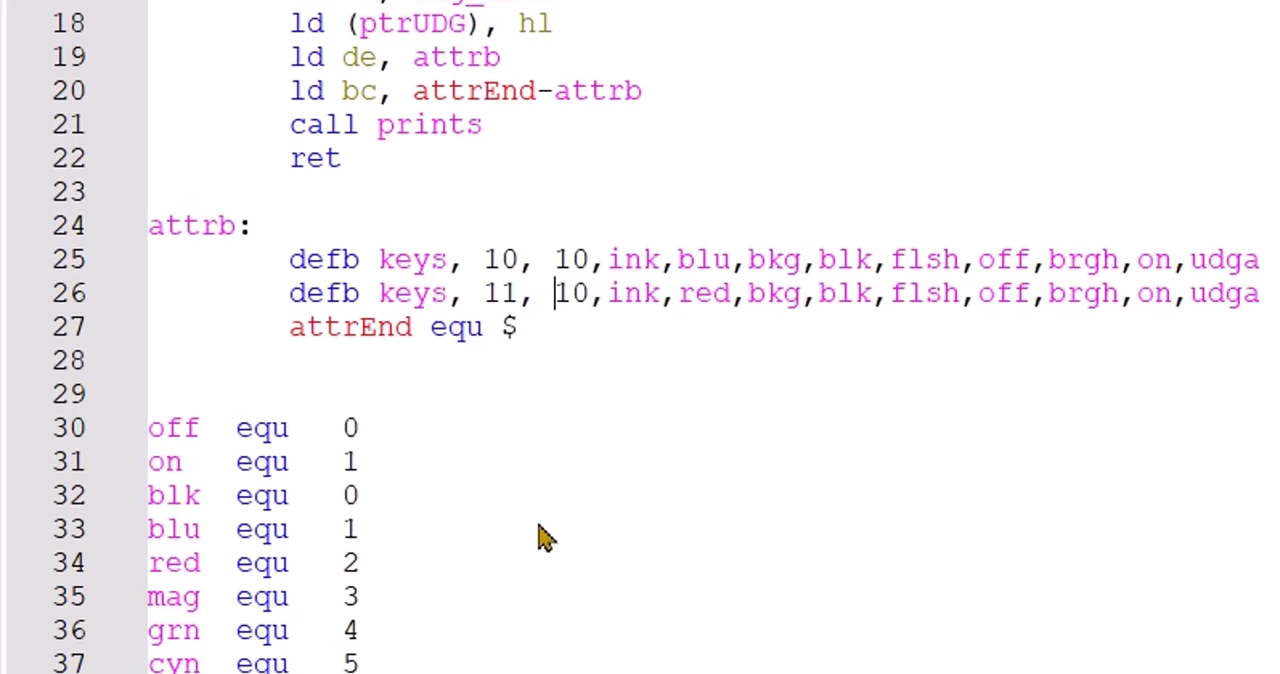 18 ld (ptrUDG), hl
19 ld de, attrb
20 ld bc, attrEnd-attrb
21 call prints
22 ret
23
24 attrb:
25 defb keys, 10, 10,ink,blu,bkg,blk,flsh,off,brgh,on,udga
26 defb keys, 11, 10,ink,red,bkg,blk,flsh,off,brgh,on,udga
27 attrEnd equ $
28
29
30 off equ 0
31 on equ 1
32 blk equ 0
33 blu equ 1
34 red equ 2
35 mag equ 3
36 grn equ 4
37 cyn equ 5